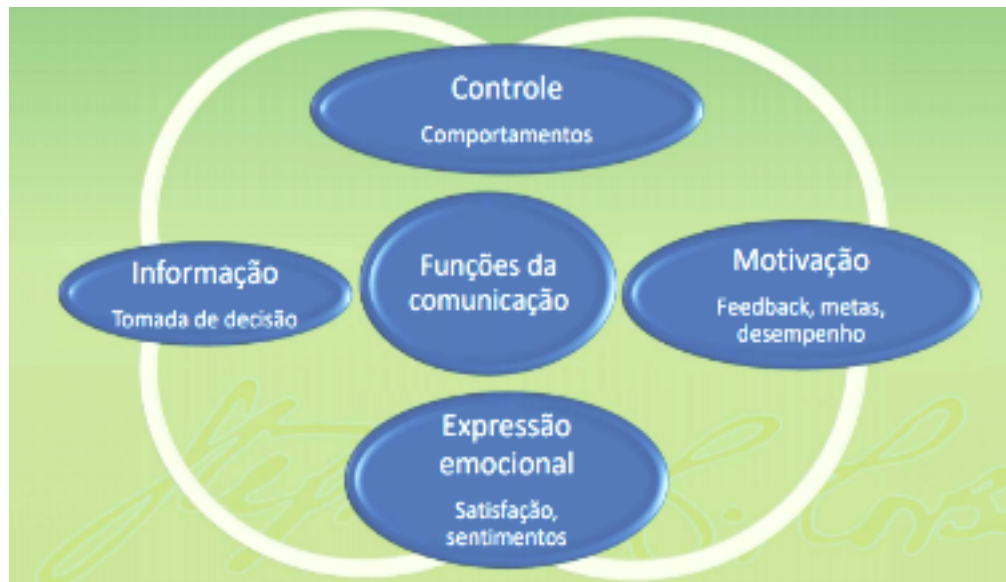 Controle
Comportamentos
Informação
Tomada de decisão
Funções da
comunicação
Motivação
Feedback, metas,
desempenho
Expressão
emocional
Satisfação,
sentimentos